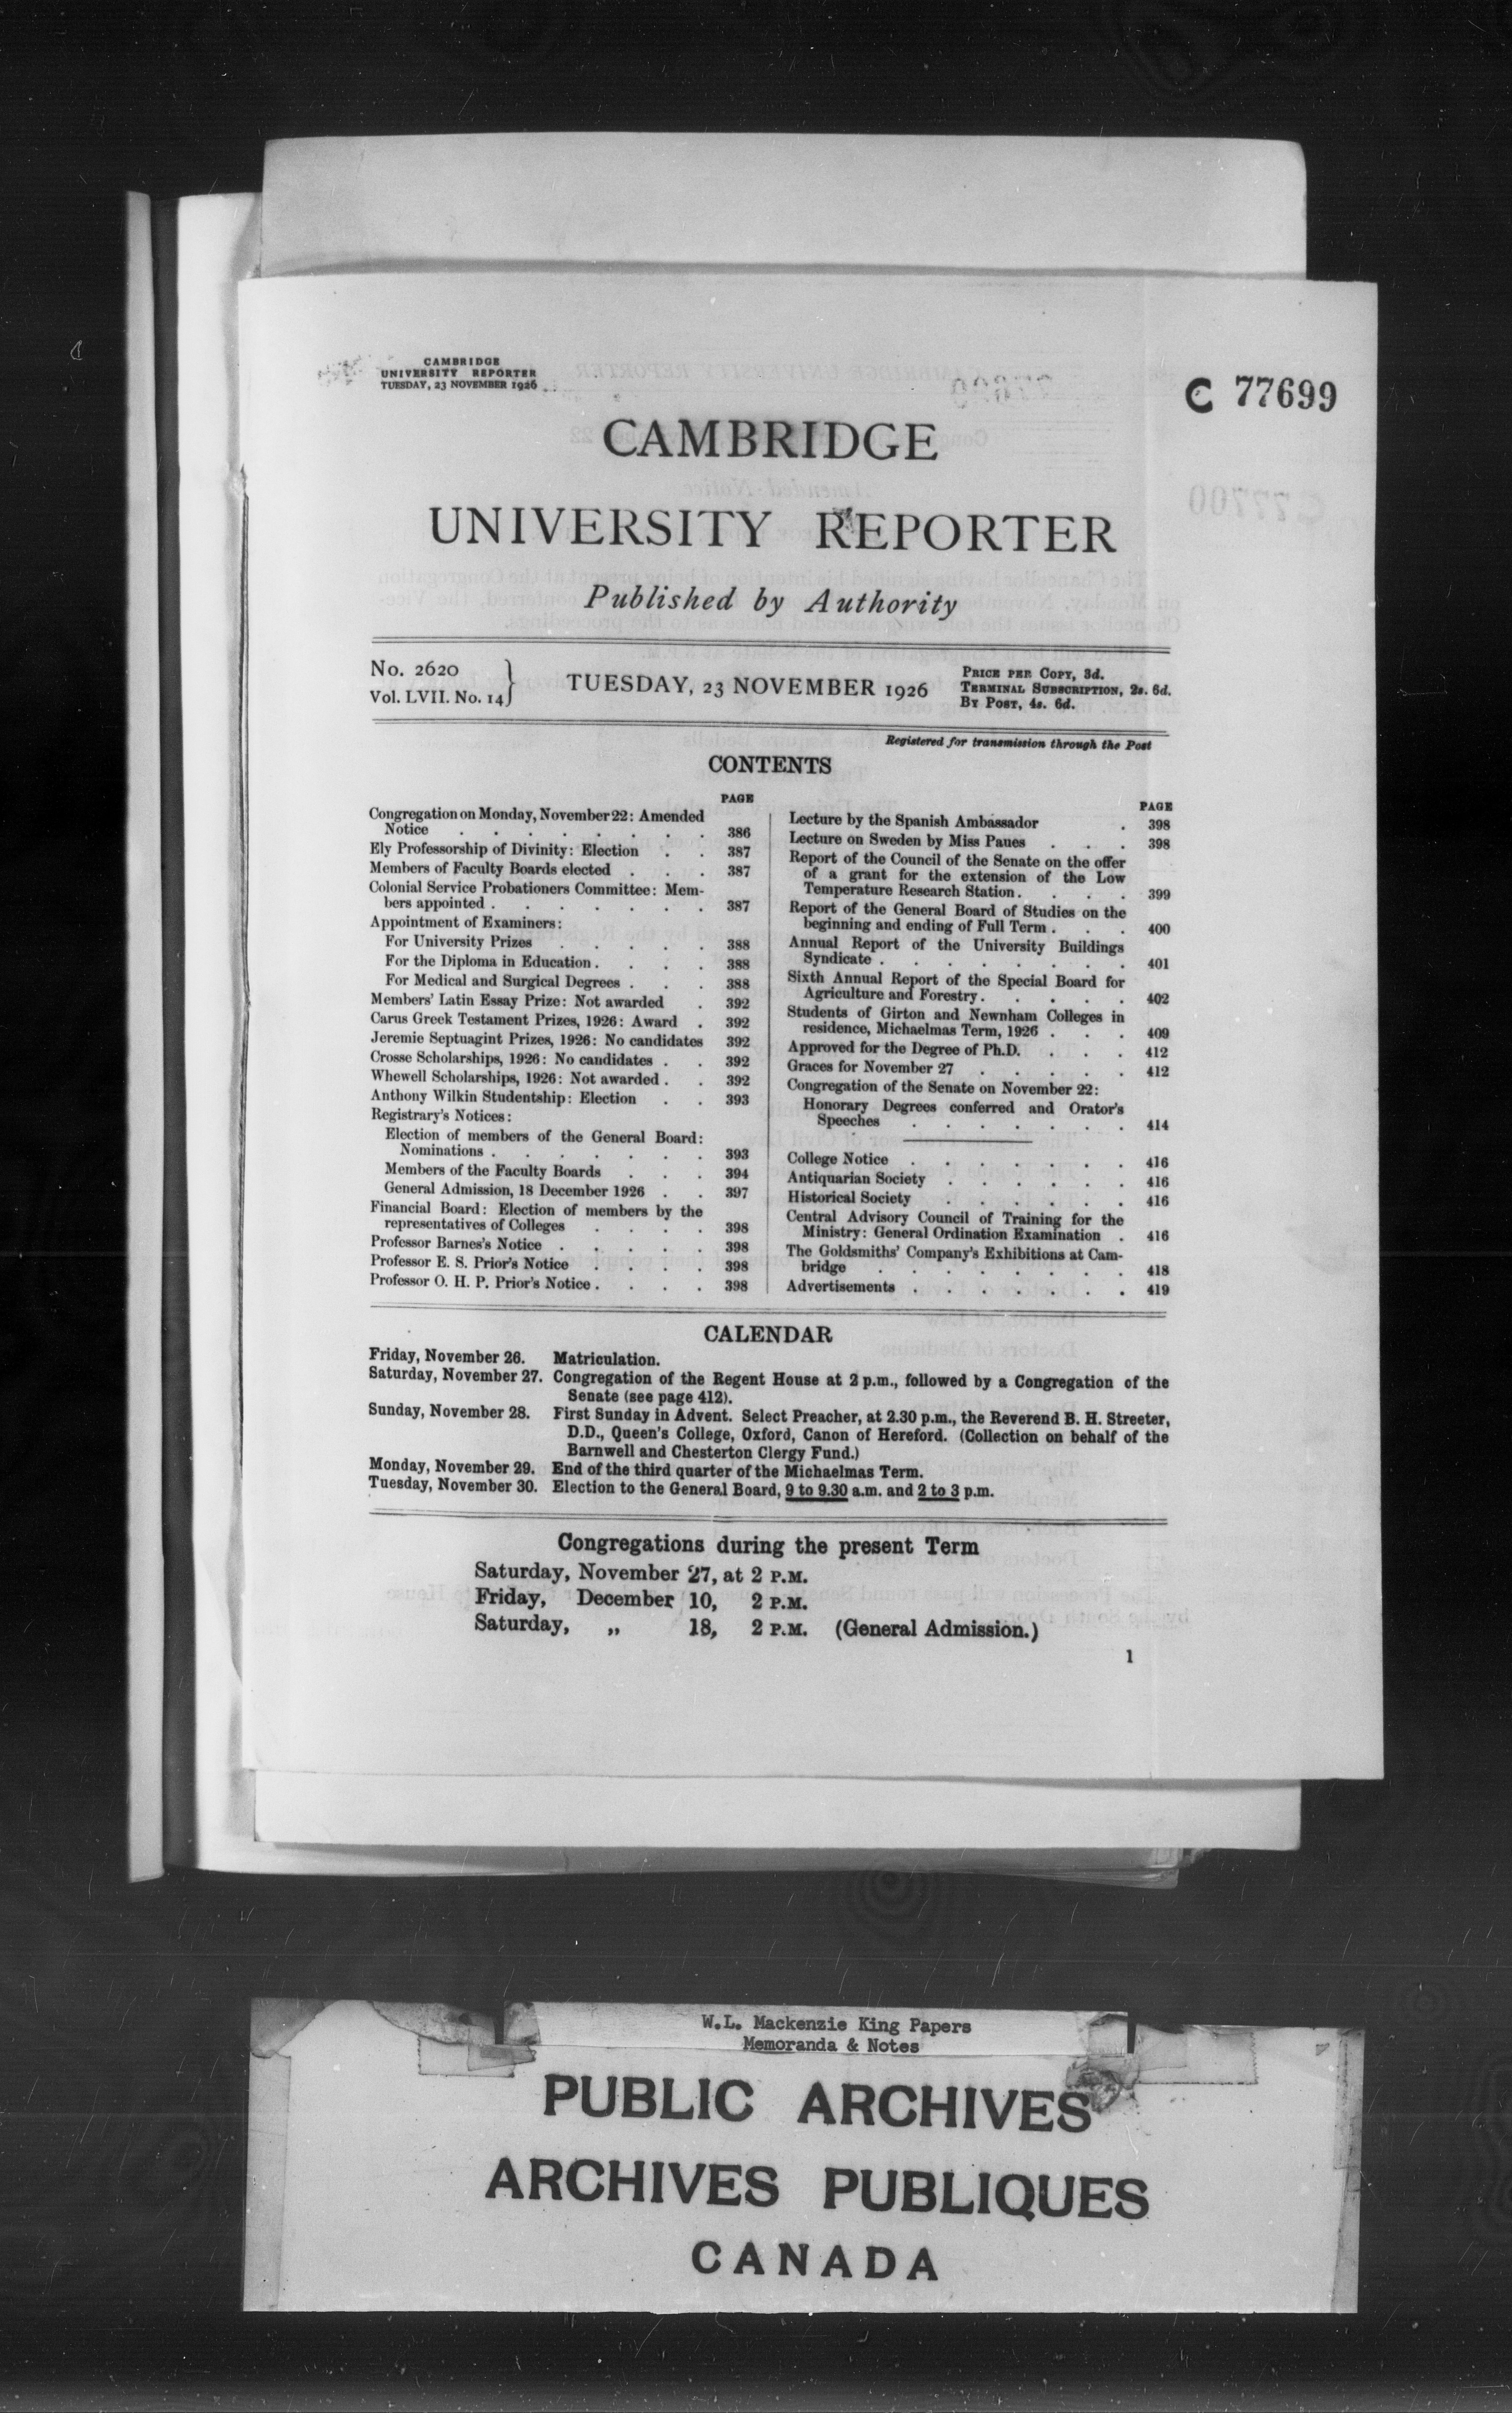 CAMBRIDGE
UNIVERSITY REPORTER
TUESDAY, 23 NOVEMBER 1926
C 77699
CAMBRIDGE
UNIVERSITY REPORTER
Published by Authority
No. 2620
Vol. LVII. No. 14
TUESDAY, 23 NOVEMBER 1926
PRICE PER COPY, 3d.
TERMINAL SUBSCRIPTION, 2s. 6d.
BY POST, 4s. 6d.
Registered for transmission through the Post
CONTENTS
PAGE
Congregation on Monday, November 22: Amended
Notice . . . . . . . . 386
Ely Professorship of Divinity: Election . . 387
Members of Faculty Boards elected . . . 387
Colonial Service Probationers Committee: Mem-
bers appointed . . . . . . . 387
Appointment of Examiners:
For University Prizes . . . . . 388
For the Diploma in Education . . . . 388
For Medical and Surgical Degrees . . . 388
Members' Latin Essay Prize: Not awarded . 392
Carus Greek Testament Prizes, 1926: Award . 392
Jeremie Septuagint Prizes, 1926: No candidates 392
Crosse Scholarships, 1926: No candidates . . 392
Whewell Scholarships, 1926: Not awarded . . 392
Anthony Wilkin Studentship: Election . . 393
Registrary's Notices:
Election of members of the General Board:
Nominations . . . . . . . 393
Members of the Faculty Boards . . . 394
General Admission, 18 December 1926 . . 397
Financial Board: Election of members by the
representatives of Colleges . . . . 398
Professor Barnes's Notice . . . . . 398
Professor E. S. Prior's Notice . . . . 398
Professor O. H. P. Prior's Notice . . . . 398
PAGE
Lecture by the Spanish Ambassador . 398
Lecture on Sweden by Miss Paues . . . 398
Report of the Council of the Senate on the offer
of a grant for the extension of the Low
Temperature Research Station . . . . 399
Report of the General Board of Studies on the
beginning and ending of Full Term . . . 400
Annual Report of the University Buildings
Syndicate . . . . . . . . 401
Sixth Annual Report of the Special Board for
Agriculture and Forestry . . . . . 402
Students of Girton and Newnham Colleges in
residence, Michaelmas Term, 1926 . . . 409
Approved for the Degree of Ph.D. . . . 412
Graces for November 27 . . . . . 412
Congregation of the Senate on November 22:
Honorary Degrees conferred and Orator's
Speeches . . . . . . . 414
College Notice . . . . . . . 416
Antiquarian Society . . . . . . 416
Historical Society . . . . . . 416
Central Advisory Council of Training for the
Ministry: General Ordination Examination . 416
The Goldsmiths' Company's Exhibitions at Cam-
bridge . . . . . . . . 418
Advertisements . . . . . . . 419
CALENDAR
Friday, November 26. Matriculation.
Saturday, November 27. Congregation of the Regent House at 2 p.m., followed by a Congregation of the
Senate (see page 412).
Sunday, November 28. First Sunday in Advent. Select Preacher, at 2.30 p.m., the Reverend B. H. Streeter,
D.D., Queen's College, Oxford, Canon of Hereford. (Collection on behalf of the
Barnwell and Chesterton Clergy Fund.)
Monday, November 29. End of the third quarter of the Michaelmas Term.
Tuesday, November 30. Election to the General Board, 9 to 9.30 a.m. and 2 to 3 p.m.
Congregations during the present Term
Saturday, November 27, at 2 P.M.
Friday, December 10, 2 P.M.
Saturday, „ 18, 2 P.M. (General Admission.)
1
W.L. Mackenzie King Papers
Memoranda & Notes
PUBLIC ARCHIVES
ARCHIVES PUBLIQUES
CANADA